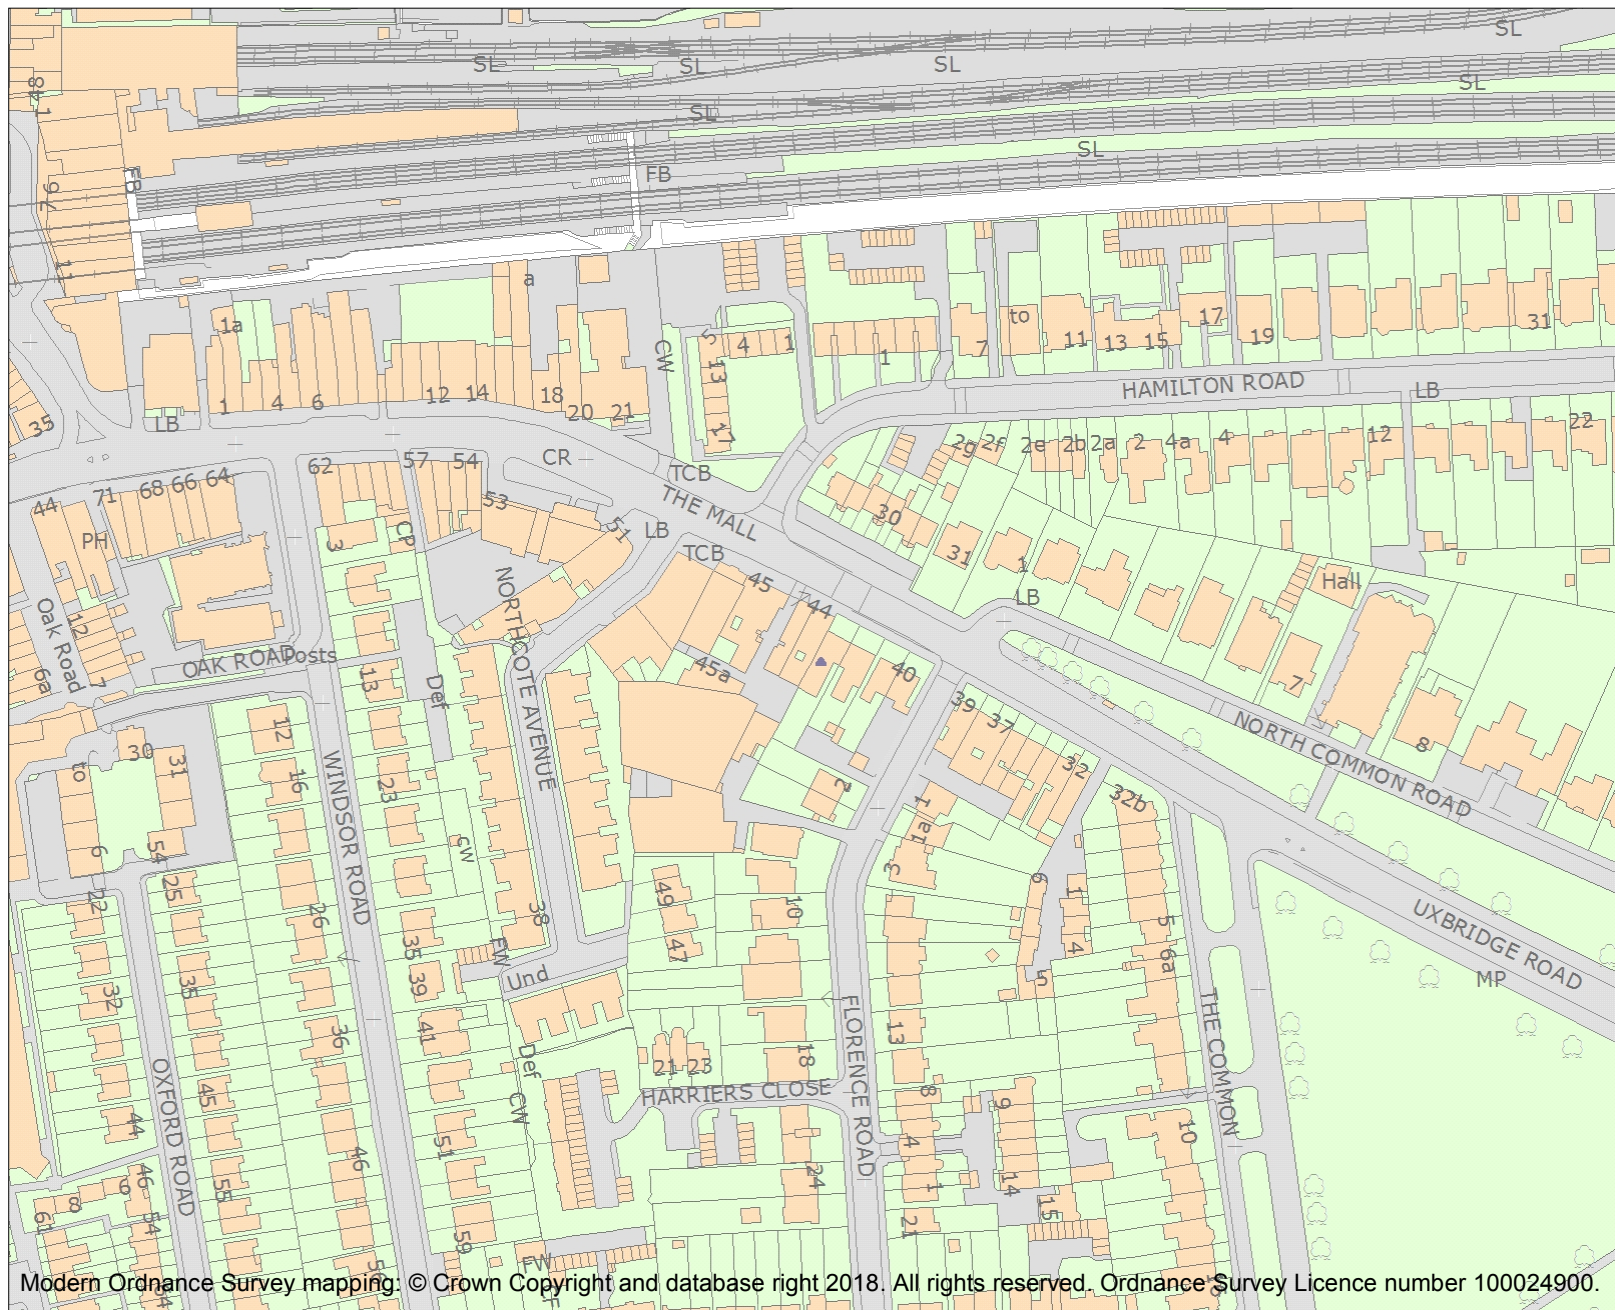 SL
SL
SL
SL
SL
SL
SL
48
1
FB
FB
9
11
a
1a
1
4
6
12
14
18
20
21
LB
35
CW
5
4
1
13
17
1
7
to
11
13
15
17
19
31
HAMILTON ROAD
LB
2g
2f
2e
2b
2a
2
4a
4
12
22
CR
TCB
THE MALL
LB
TCB
62
57
54
53
51
44
71
68
66
64
PH
3
CP
30
31
1
LB
Hall
45
44
45a
40
39
37
32
32b
7
8
NORTH COMMON ROAD
UXBRIDGE ROAD
MP
Oak Road
12
6a
7
OAK ROAD
Posts
13
Def
NORTHCOTE AVENUE
WINDSOR ROAD
12
16
23
cw
26
35
39
41
36
38
FW
Und
30
to
31
6
54
25
22
32
35
44
45
46
OXFORD ROAD
2
1
1a
3
49
47
10
6
1
4
5
5
6a
THE COMMON
FLORENCE ROAD
13
18
21
23
HARRIERS CLOSE
Def
CW
8
9
4
1
14
15
10
24
21
51
46
55
59
8
6
61
54
FW
Modern Ordnance Survey mapping: © Crown Copyright and database right 2018. All rights reserved. Ordnance Survey Licence number 100024900.